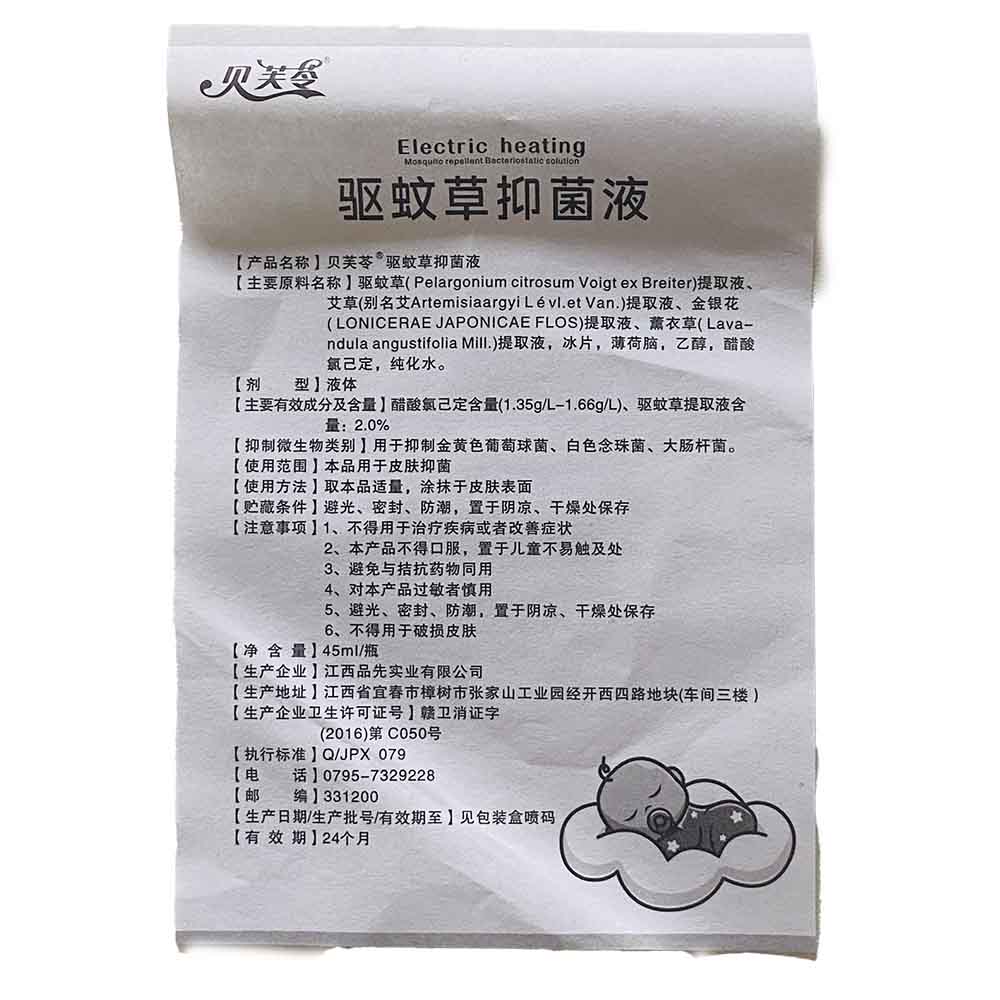 贝芙苓®
Electric heating
Mosquito repellent Bacteriostatic solution
驱蚊草抑菌液
【产品名称】贝芙苓®驱蚊草抑菌液
【主要原料名称】驱蚊草( Pelargonium citrosum Voigt ex Breiter)提取液、
艾草(别名艾Artemisiaargyi L é vl.et Van.)提取液、金银花
( LONICERAE JAPONICAE FLOS)提取液、薰衣草( Lava-
ndula angustifolia Mill.)提取液，冰片，薄荷脑，乙醇，醋酸
氯己定，纯化水。
【剂 型】液体
【主要有效成分及含量】醋酸氯己定含量(1.35g/L-1.66g/L)、驱蚊草提取液含
量：2.0%
【抑制微生物类别】用于抑制金黄色葡萄球菌、白色念珠菌、大肠杆菌。
【使用范围】本品用于皮肤抑菌
【使用方法】取本品适量，涂抹于皮肤表面
【贮藏条件】避光、密封、防潮，置于阴凉、干燥处保存
【注意事项】1、不得用于治疗疾病或者改善症状
2、本产品不得口服，置于儿童不易触及处
3、避免与拮抗药物同用
4、对本产品过敏者慎用
5、避光、密封、防潮，置于阴凉、干燥处保存
6、不得用于破损皮肤
【净 含 量】45ml/瓶
【生产企业】江西品先实业有限公司
【生产地址】江西省宜春市樟树市张家山工业园经开西四路地块(车间三楼 )
【生产企业卫生许可证号】赣卫消证字
(2016)第 C050号
【执行标准】Q/JPX 079
【电 话】0795-7329228
【邮 编】331200
【生产日期/生产批号/有效期至】见包装盒喷码
【有 效 期】24个月